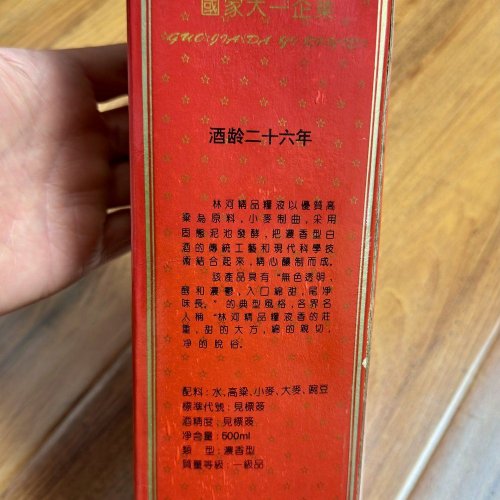 國家大一企業
酒龄二十六年
林河精品糧液以優質高
粱為原料，小麥制曲，采用
固態泥池發酵，把濃香型白
酒的傳統工藝和現代科學技
術結合起來，精心釀制而成。
該產品具有“無色透明，
醇和濃鬱，入口綿甜，尾凈
味長。”的典型風格，各界名
人稱“林河精品糧液香的莊
重，甜的大方，綿的親切，
净的脫俗。
配料：水、高粱、小麥、大麥、豌豆
標準代號：見標簽
酒精度：見標簽
净含量：500ml
類　型：濃香型
質量等級：一級品